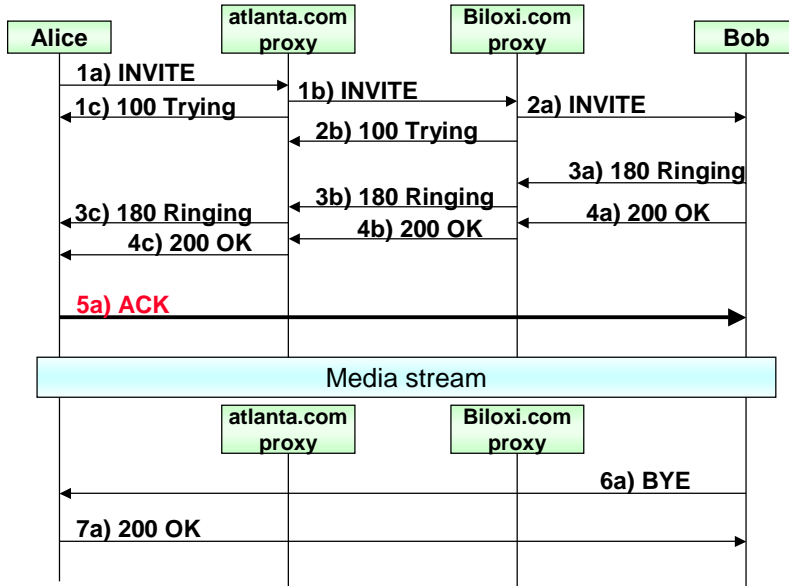 Alice
atlanta.com
proxy
Biloxi.com
proxy
Bob
1a) INVITE
1b) INVITE
1c) 100 Trying
2a) INVITE
2b) 100 Trying
3a) 180 Ringing
3b) 180 Ringing
3c) 180 Ringing
4a) 200 OK
4b) 200 OK
4c) 200 OK
5a) ACK
Media stream
atlanta.com
proxy
Biloxi.com
proxy
6a) BYE
7a) 200 OK